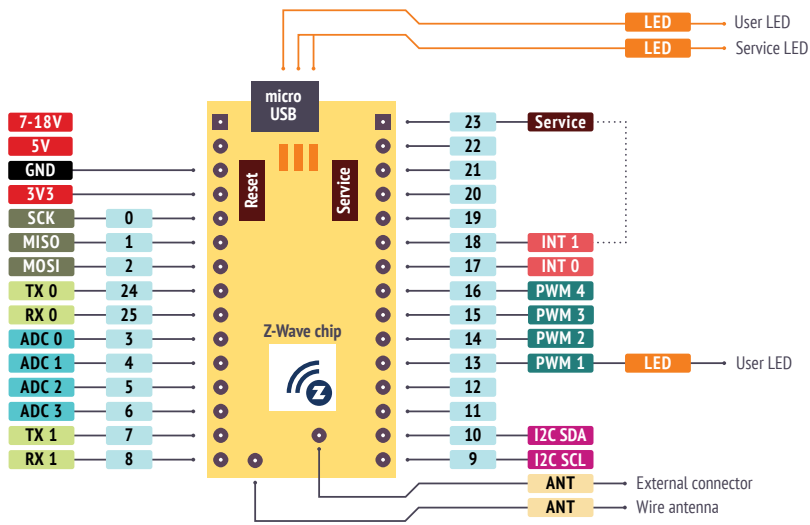 LED User LED
LED Service LED
micro
USB
7-18V 23 Service
5V 22
GND 21
3V3 20
Reset
Service
SCK 0 19
MISO 1 18 INT 1
MOSI 2 17 INT 0
TX 0 24 16 PWM 4
RX 0 25 15 PWM 3
Z-Wave chip
ADC 0 3 14 PWM 2
ADC 1 4 13 PWM 1 LED User LED
ADC 2 5 12
Z
ADC 3 6 11
TX 1 7 10 I2C SDA
RX 1 8 9 I2C SCL
ANT External connector
ANT Wire antenna